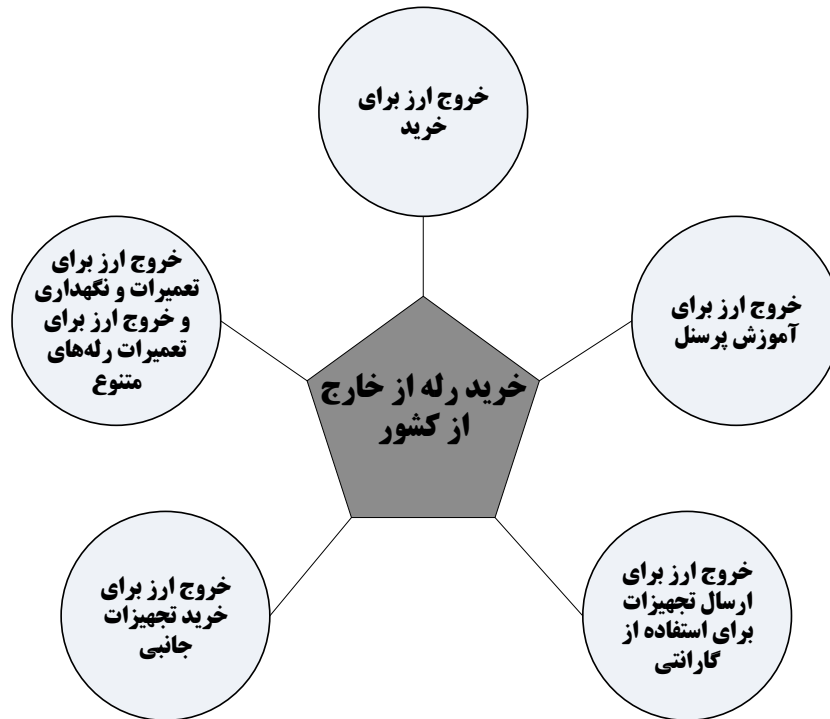 خروج ارز برای
خرید
خروج ارز برای
آموزش پرسنل
خروج ارز برای
تعمیرات و نگهداری
و خروج ارز برای
تعمیرات رله‌های
متنوع
خرید رله از خارج
از کشور
خروج ارز برای
ارسال تجهیزات
برای استفاده از
گارانتی
خروج ارز برای
خرید تجهیزات
جانبی